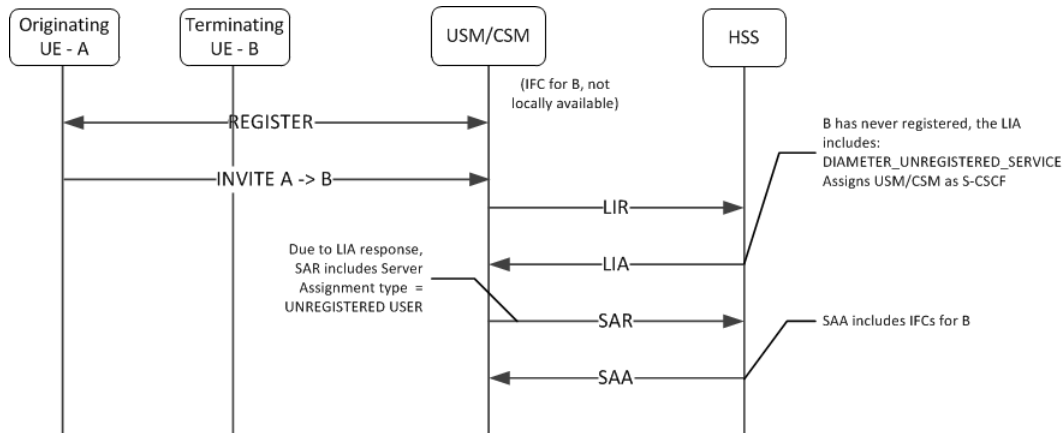 Originating
UE - A
Terminating
UE - B
USM/CSM
HSS
(IFC for B, not
locally available)
REGISTER
B has never registered, the LIA
includes:
DIAMETER_UNREGISTERED_SERVICE
Assigns USM/CSM as S-CSCF
INVITE A -> B
LIR
Due to LIA response,
SAR includes Server
Assignment type =
UNREGISTERED USER
LIA
SAR
SAA includes IFCs for B
SAA